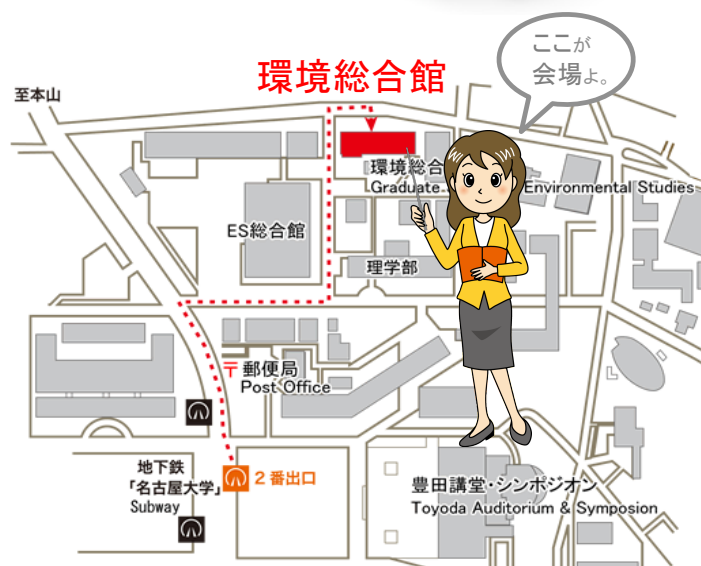 ここが
会場よ。
環境総合館
至本山
環境総合
Graduate
Environmental Studies
ES総合館
理学部
〒郵便局
Post Office
地下鉄
「名古屋大学」
Subway
2番出口
豊田講堂・シンポジオン
Toyoda Auditorium & Symposion